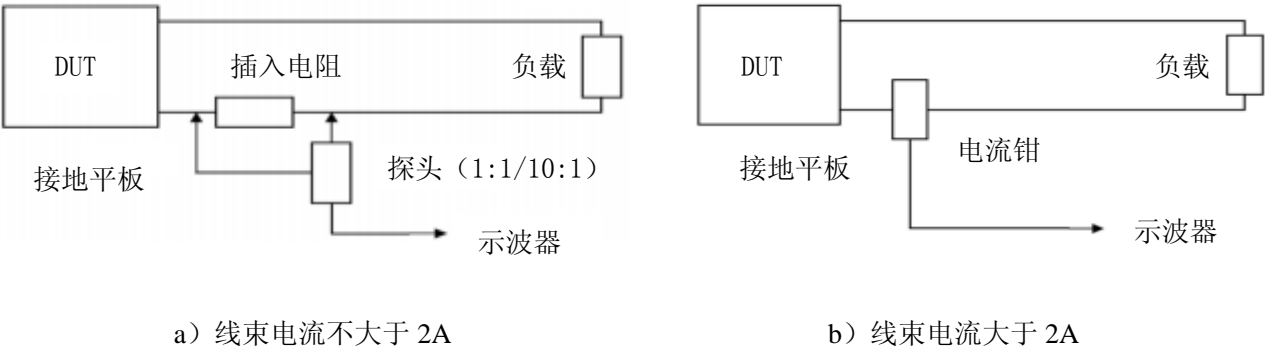 DUT
插入电阻
负载
接地平板
探头（1:1/10:1）
示波器
a）线束电流不大于 2A
DUT
负载
电流钳
接地平板
示波器
b）线束电流大于 2A